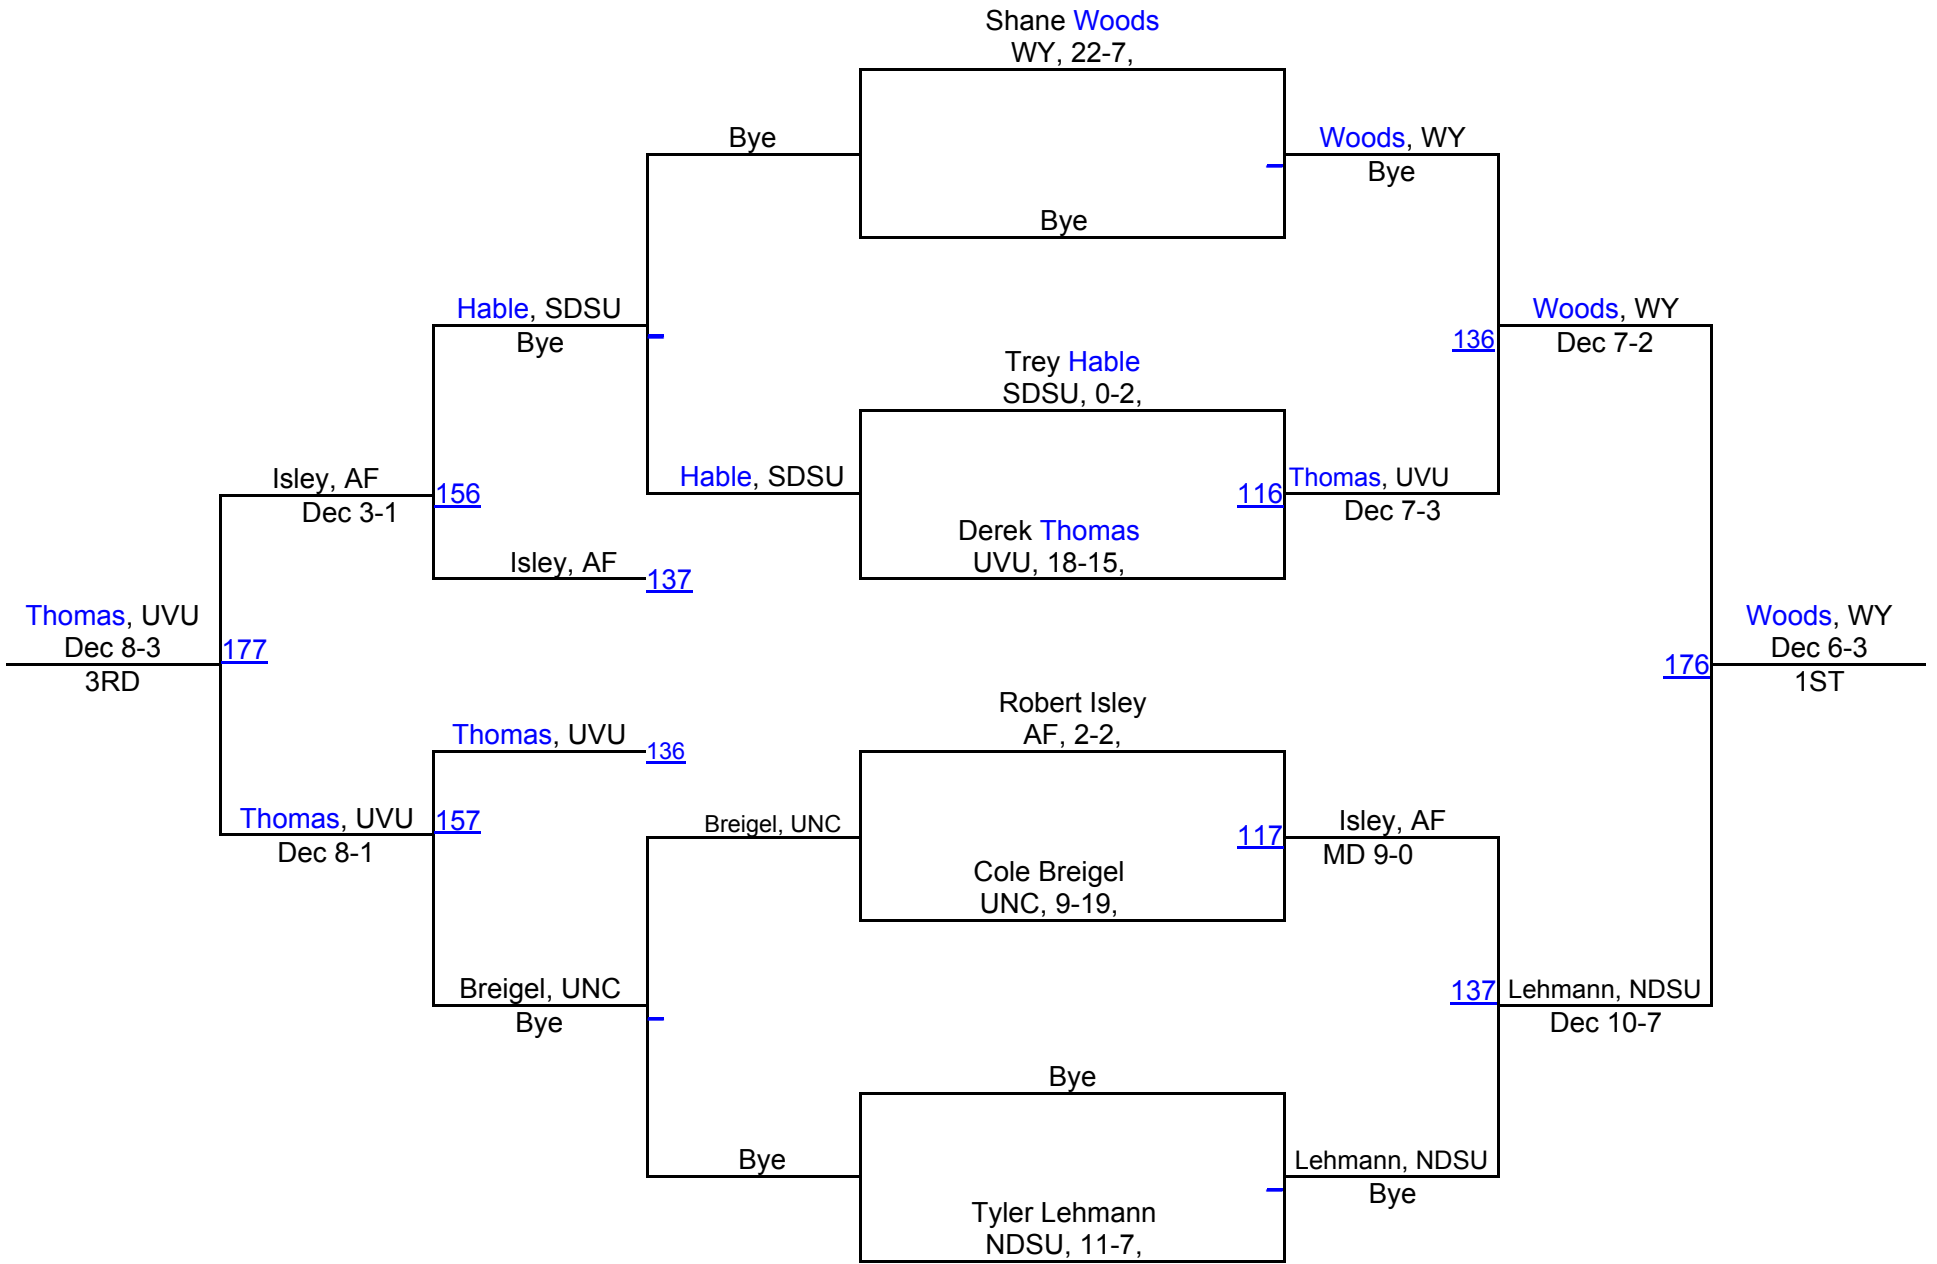 Shane Woods
WY, 22-7,
Bye
Woods, WY
Bye
Bye
Hable, SDSU
Bye
Woods, WY
136
Dec 7-2
Trey Hable
SDSU, 0-2,
Isley, AF
156
Dec 3-1
Hable, SDSU
116
Thomas, UVU
Dec 7-3
Derek Thomas
UVU, 18-15,
Isley, AF
137
Thomas, UVU
Dec 8-3
177
3RD
Woods, WY
Dec 6-3
176
1ST
Robert Isley
AF, 2-2,
Thomas, UVU
136
Thomas, UVU
157
Dec 8-1
Breigel, UNC
117
Isley, AF
MD 9-0
Cole Breigel
UNC, 9-19,
Breigel, UNC
Bye
137
Lehmann, NDSU
Dec 10-7
Bye
Bye
Lehmann, NDSU
Bye
Tyler Lehmann
NDSU, 11-7,